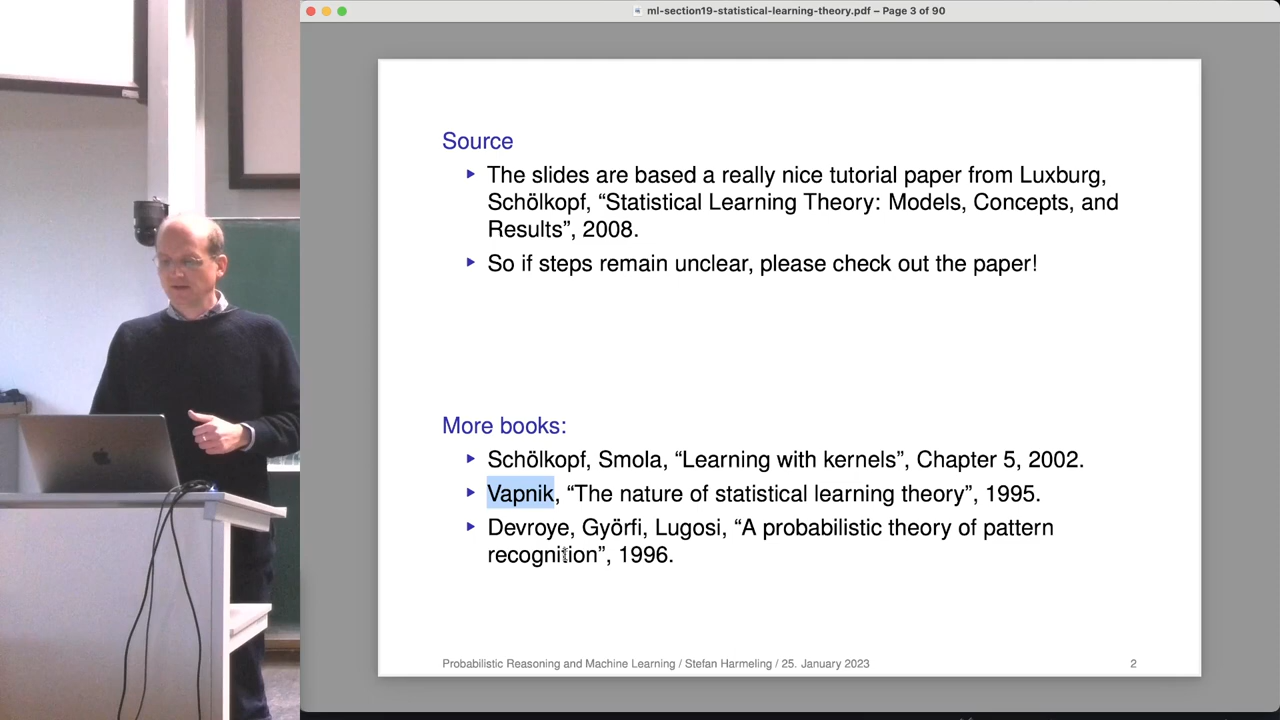 ml-section19-statistical-learning-theory.pdf – Page 3 of 90
Source
The slides are based a really nice tutorial paper from Luxburg,
Schölkopf, “Statistical Learning Theory: Models, Concepts, and
Results”, 2008.
So if steps remain unclear, please check out the paper!
More books:
Schölkopf, Smola, “Learning with kernels”, Chapter 5, 2002.
Vapnik, “The nature of statistical learning theory”, 1995.
Devroye, Györfi, Lugosi, “A probabilistic theory of pattern
recognition”, 1996.
Probabilistic Reasoning and Machine Learning / Stefan Harmeling / 25. January 2023
2